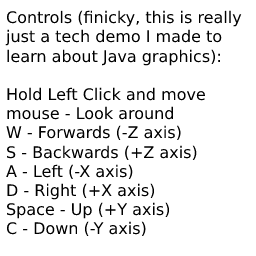 Controls (finicky, this is really
just a tech demo I made to
learn about Java graphics):

Hold Left Click and move
mouse - Look around
W - Forwards (-Z axis)
S - Backwards (+Z axis)
A - Left (-X axis)
D - Right (+X axis)
Space - Up (+Y axis)
C - Down (-Y axis)